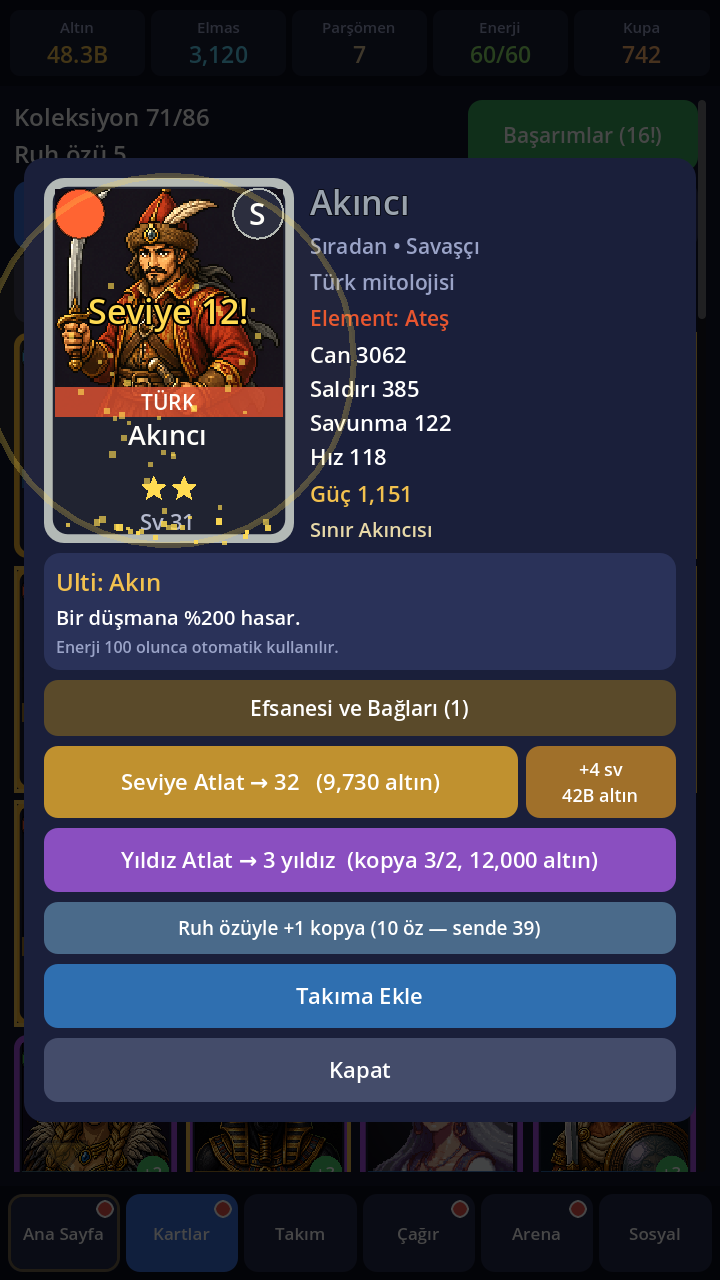 Altın
48.3B
Elmas
3,120
Parşömen
7
Enerji
60/60
Kupa
742
Koleksiyon 71/86
Başarımlar (16!)
Ruh özü 5
S
Seviye 12!
TÜRK
Akıncı
Sv 31
Akıncı
Sıradan • Savaşçı
Türk mitolojisi
Element: Ateş
Can 3062
Saldırı 385
Savunma 122
Hız 118
Güç 1,151
Sınır Akıncısı
Ulti: Akın
Bir düşmana %200 hasar.
Enerji 100 olunca otomatik kullanılır.
Efsanesi ve Bağları (1)
Seviye Atlat → 32 (9,730 altın)
+4 sv
42B altın
Yıldız Atlat → 3 yıldız (kopya 3/2, 12,000 altın)
Ruh özüyle +1 kopya (10 öz — sende 39)
Takıma Ekle
Kapat
Ana Sayfa
Kartlar
Takım
Çağır
Arena
Sosyal